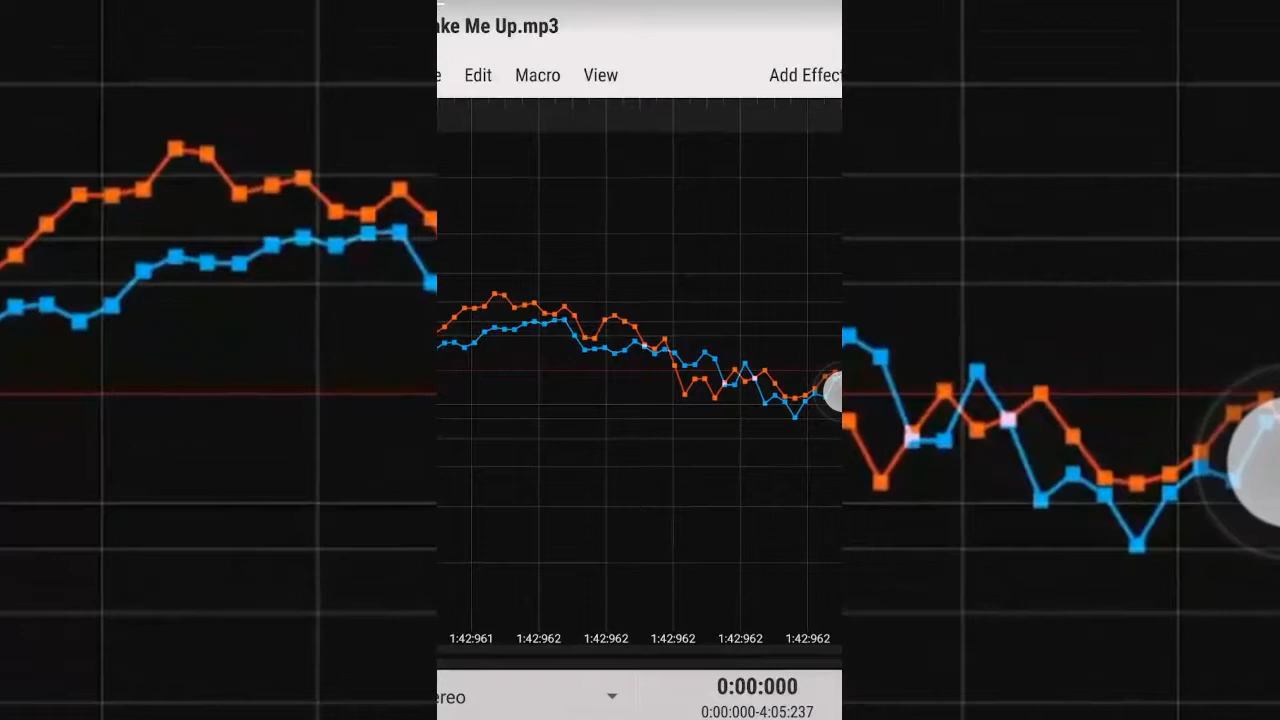 ake Me Up.mp3
e Edit Macro View Add Effec
1:42:961 1:42:962 1:42:962 1:42:962 1:42:962 1:42:962
ereo
0:00:000
0:00:000-4:05:237